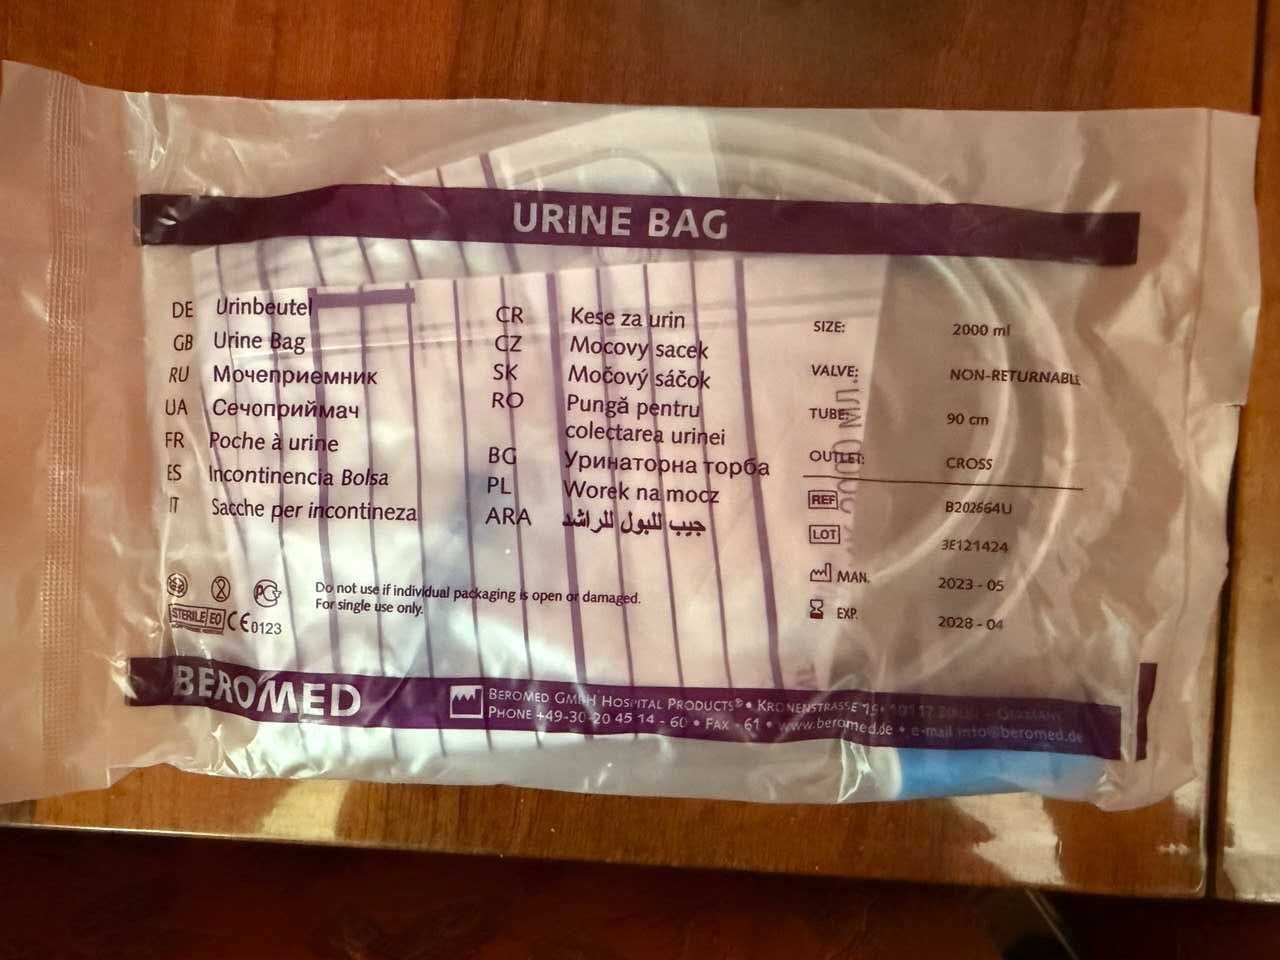 URINE BAG
DE Urinbeutel
GB Urine Bag
RU Мочеприемник
UA Сечоприймач
FR Poche à urine
ES Incontinencia Bolsa
IT Sacche per incontineza
CR Kese za urin
CZ Mocovy sacek
SK Močový sáčok
RO Pungă pentru
colectarea urinei
BG Уринаторна торба
PL Worek na mocz
ARA جيب للبول للراشد
SIZE: 2000 ml
VALVE: NON-RETURNABLE
TUBE: 90 cm
OUTLET: CROSS
REF B202664U
LOT 3E121424
MAN. 2023 - 05
EXP. 2028 - 04
2000 мл.
Do not use if individual packaging is open or damaged.
For single use only.
STERILE EO CE 0123
BEROMED
BEROMED GMBH HOSPITAL PRODUCTS® • KRONENSTRASSE • GERMANY
PHONE +49-30-20 45 14 - 60 • FAX - 61 • www.beromed.de • e-mail info@beromed.de